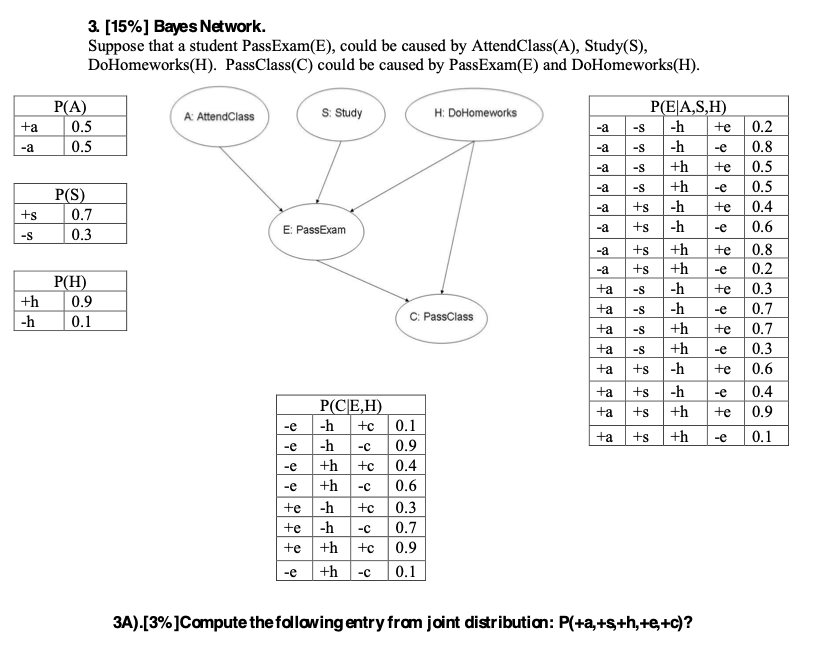 3. [15%] Bayes Network.
Suppose that a student PassExam(E), could be caused by AttendClass(A), Study(S),
DoHomeworks(H).  PassClass(C) could be caused by PassExam(E) and DoHomeworks(H).
P(A)
+a 0.5
-a 0.5
P(S)
+s 0.7
-s 0.3
P(H)
+h 0.9
-h 0.1
A: AttendClass
S: Study
H: DoHomeworks
E: PassExam
C: PassClass
P(E|A,S,H)
-a -s -h +e 0.2
-a -s -h -e 0.8
-a -s +h +e 0.5
-a -s +h -e 0.5
-a +s -h +e 0.4
-a +s -h -e 0.6
-a +s +h +e 0.8
-a +s +h -e 0.2
+a -s -h +e 0.3
+a -s -h -e 0.7
+a -s +h +e 0.7
+a -s +h -e 0.3
+a +s -h +e 0.6
+a +s -h -e 0.4
+a +s +h +e 0.9
+a +s +h -e 0.1
P(C|E,H)
-e -h +c 0.1
-e -h -c 0.9
-e +h +c 0.4
-e +h -c 0.6
+e -h +c 0.3
+e -h -c 0.7
+e +h +c 0.9
-e +h -c 0.1
3A).[3%]Compute the following entry from joint distribution: P(+a,+s,+h,+e,+c)?